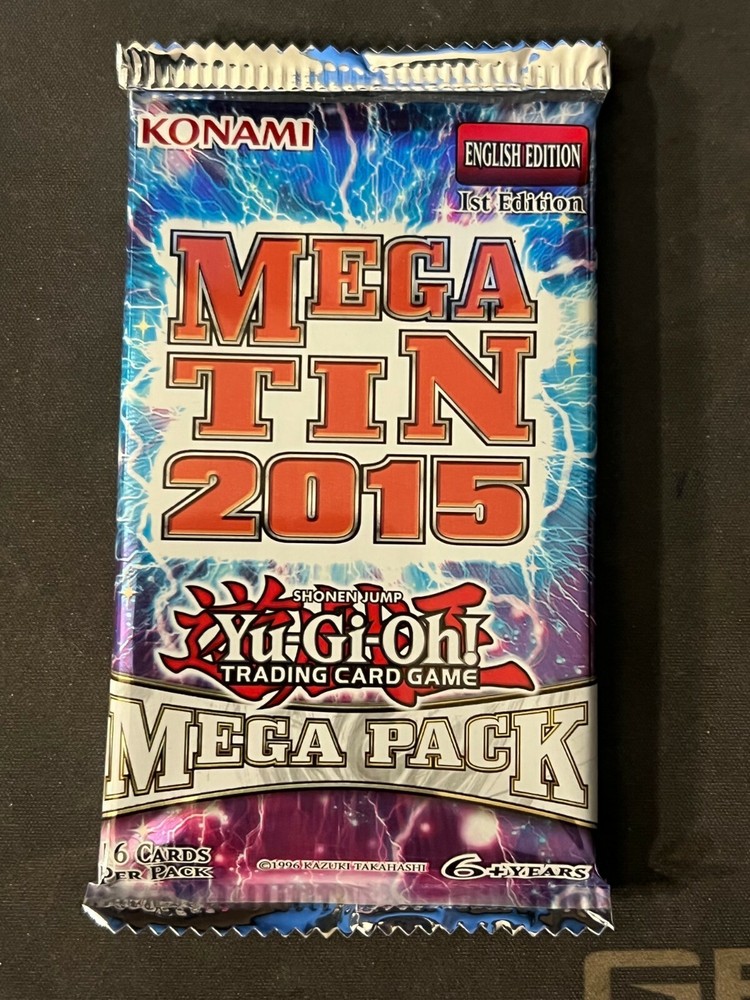 KONAMI
ENGLISH EDITION
1st Edition
MEGA
TIN
2015
SHONEN JUMP
Yu-Gi-Oh!
TRADING CARD GAME
MEGA PACK
16 CARDS
PER PACK
©1996 KAZUKI TAKAHASHI
6+YEARS